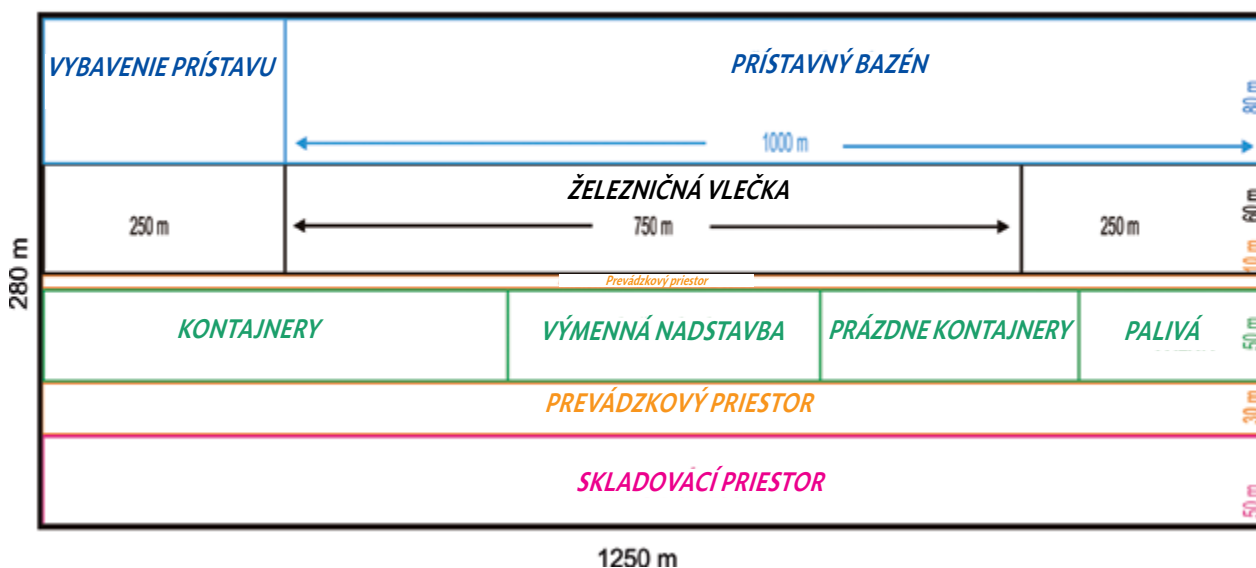 VYBAVENIE PRÍSTAVU
PRÍSTAVNÝ BAZÉN
80 m
1000 m
ŽELEZNIČNÁ VLEČKA
250 m
750 m
250 m
60 m
10 m
280 m
Prevádzkový priestor
KONTAJNERY
VÝMENNÁ NADSTAVBA
PRÁZDNE KONTAJNERY
PALIVÁ
50 m
PREVÁDZKOVÝ PRIESTOR
30 m
SKLADOVACÍ PRIESTOR
50 m
1250 m